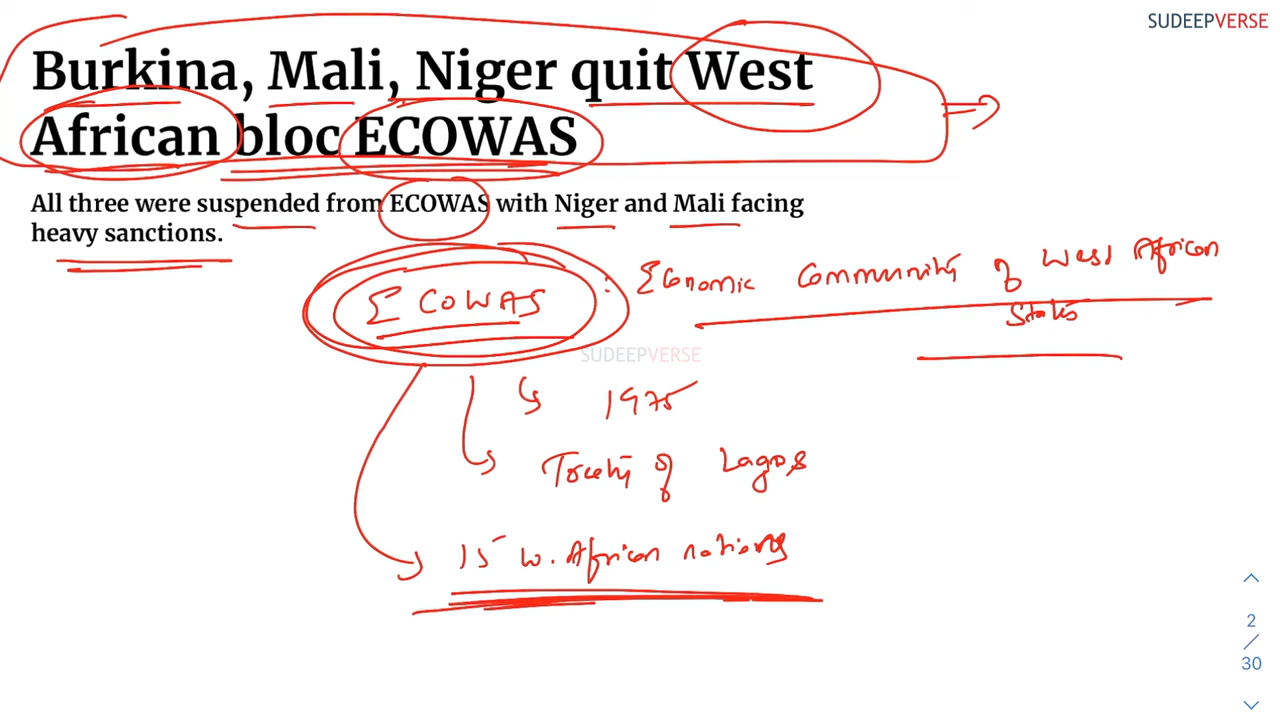 SUDEEPVERSE
Burkina, Mali, Niger quit West
African bloc ECOWAS
All three were suspended from ECOWAS with Niger and Mali facing
heavy sanctions.
ECOWAS : Economic Community of West African
States
SUDEEPVERSE
1975
Treaty of Lagos
15 W. African nations
2
/
30